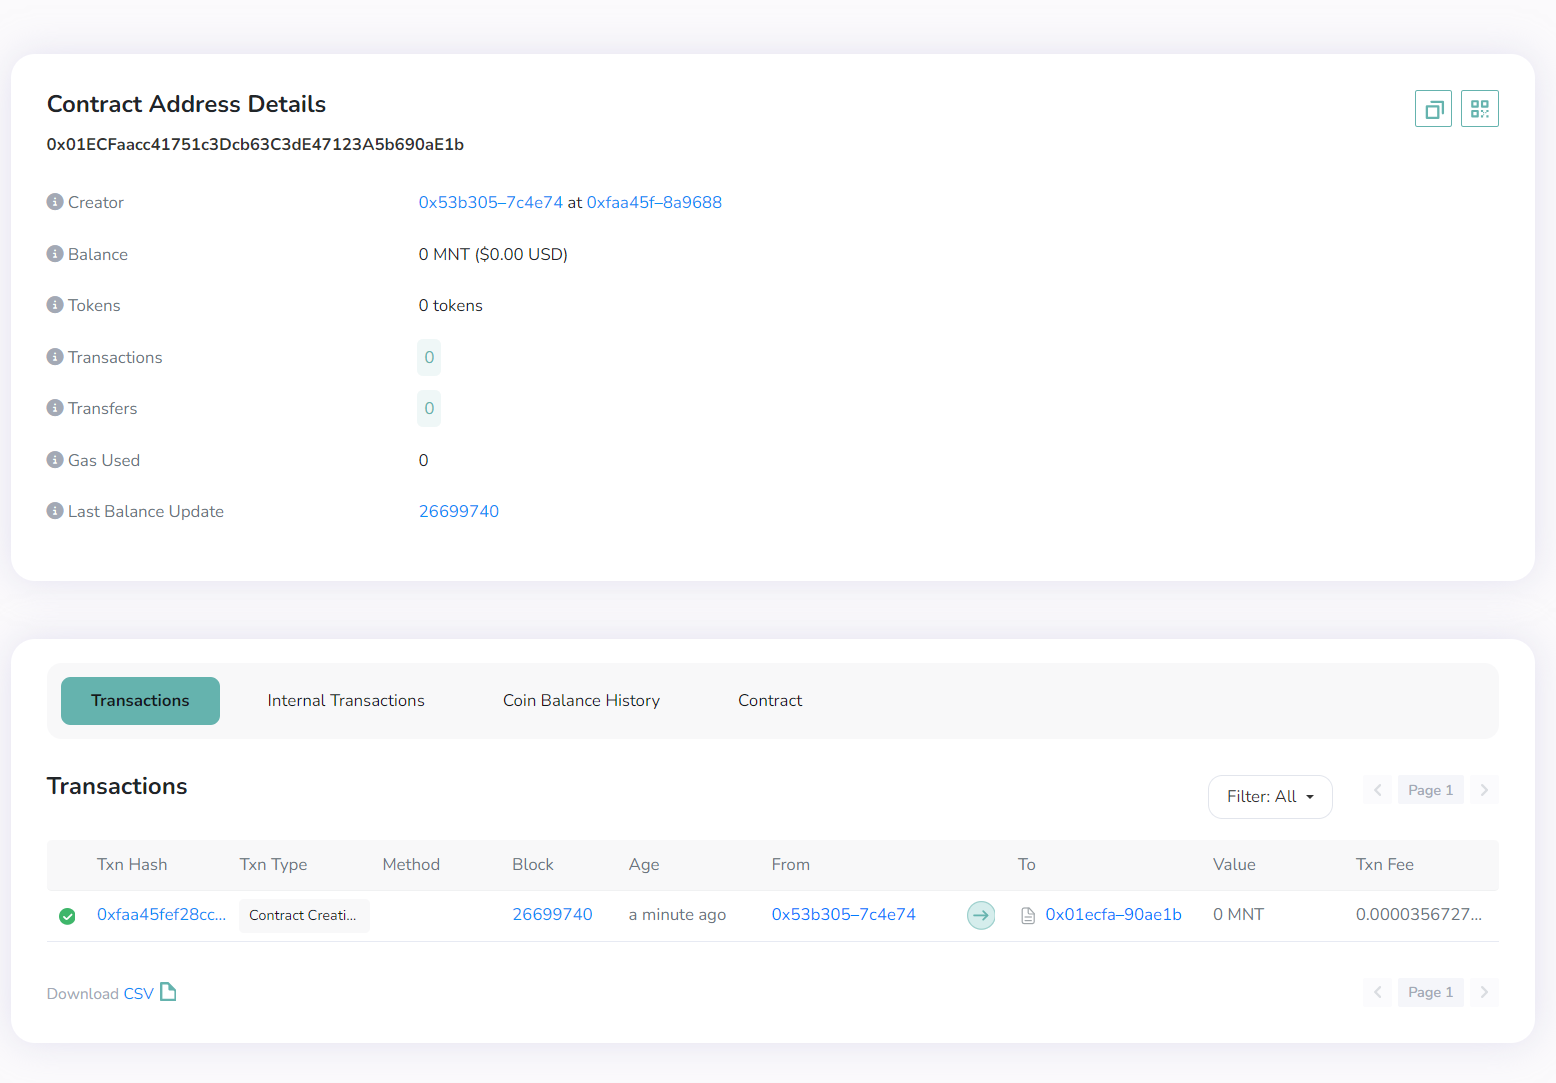 Contract Address Details
0x01ECFaacc41751c3Dcb63C3dE47123A5b690aE1b
Creator 0x53b305–7c4e74 at 0xfaa45f–8a9688
Balance 0 MNT ($0.00 USD)
Tokens 0 tokens
Transactions 0
Transfers 0
Gas Used 0
Last Balance Update 26699740
Transactions Internal Transactions Coin Balance History Contract
Transactions
Filter: All Page 1
Txn Hash Txn Type Method Block Age From To Value Txn Fee
0xfaa45fef28cc... Contract Creati... 26699740 a minute ago 0x53b305–7c4e74 0x01ecfa–90ae1b 0 MNT 0.0000356727...
Download CSV Page 1